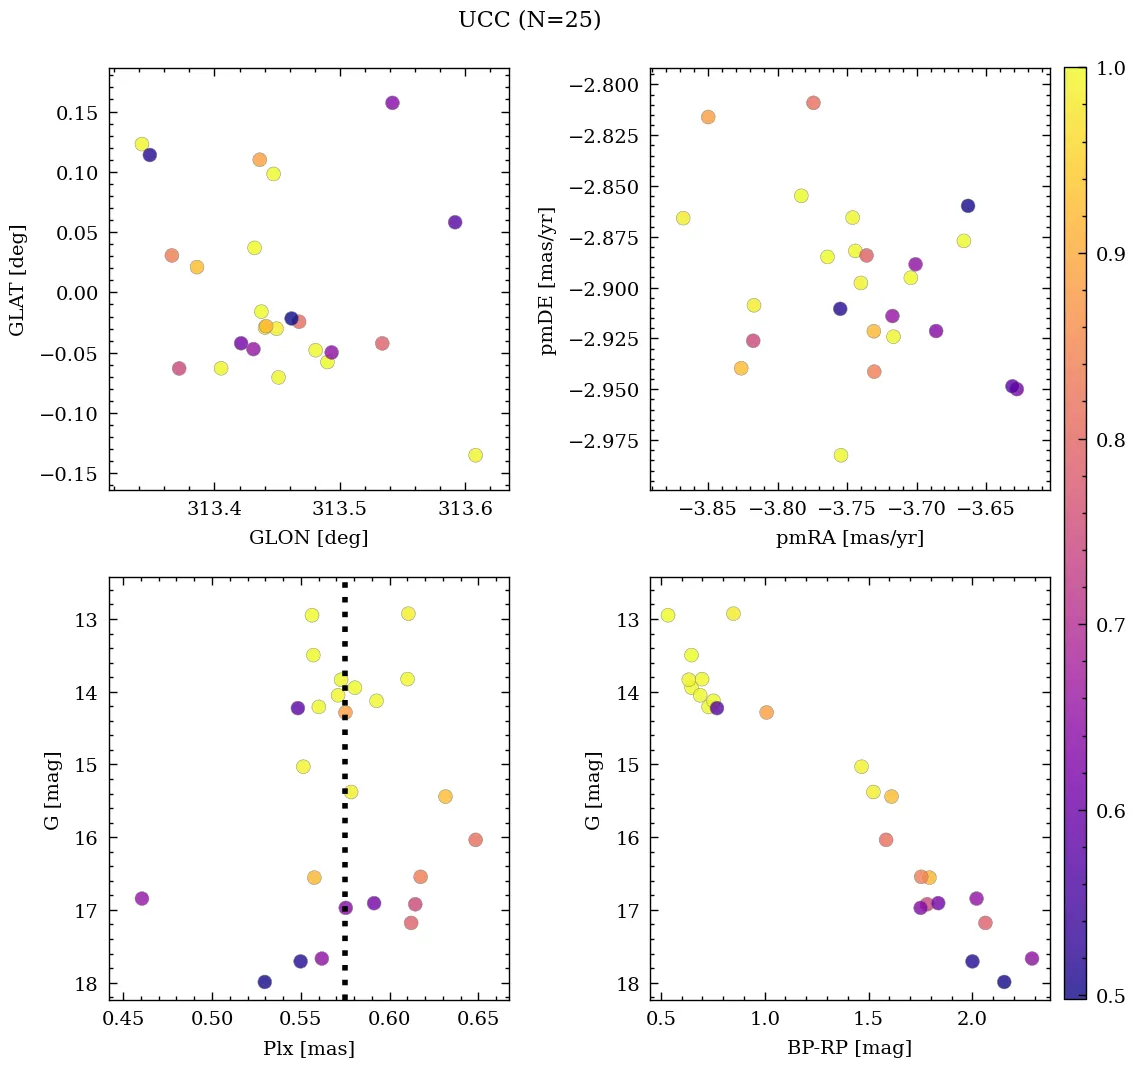 UCC (N=25)
0.15
0.10
0.05
0.00
−0.05
−0.10
−0.15
GLAT [deg]
313.4 313.5 313.6
GLON [deg]
−2.800
−2.825
−2.850
−2.875
−2.900
−2.925
−2.950
−2.975
pmDE [mas/yr]
−3.85 −3.80 −3.75 −3.70 −3.65
pmRA [mas/yr]
13
14
15
16
17
18
G [mag]
0.45 0.50 0.55 0.60 0.65
Plx [mas]
13
14
15
16
17
18
G [mag]
0.5 1.0 1.5 2.0
BP-RP [mag]
1.0
0.9
0.8
0.7
0.6
0.5